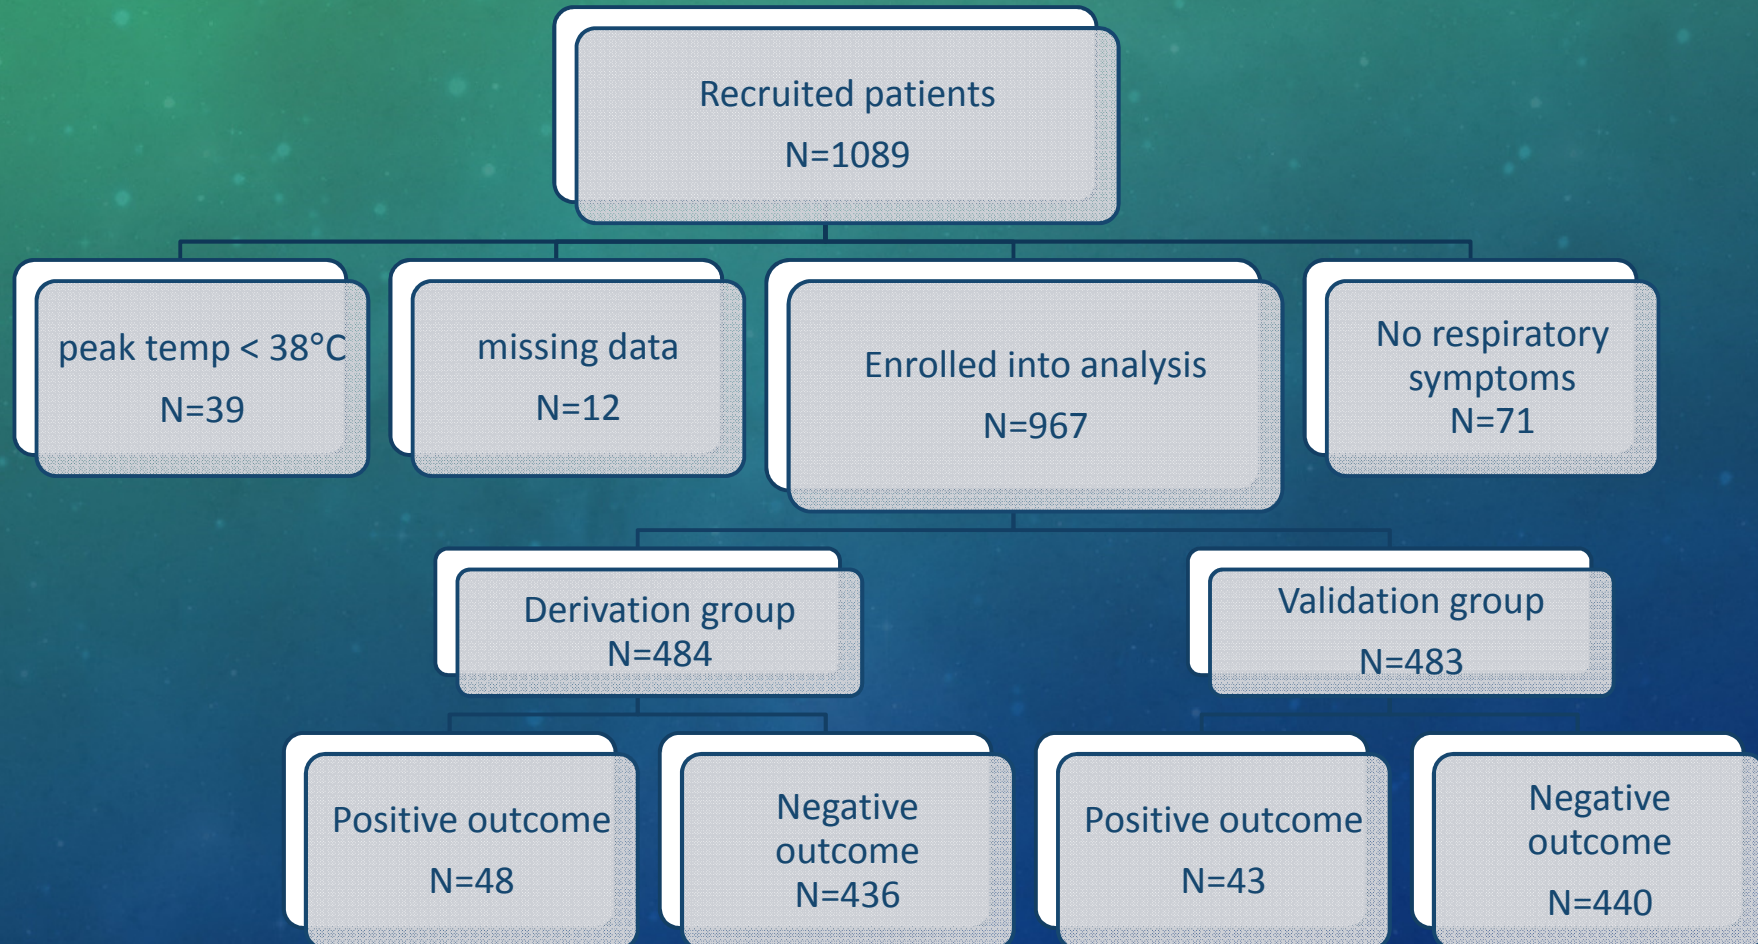 Recruited patients
N=1089
peak temp < 38°C
N=39
missing data
N=12
Enrolled into analysis
N=967
No respiratory
symptoms
N=71
Derivation group
N=484
Validation group
N=483
Positive outcome
N=48
Negative
outcome
N=436
Positive outcome
N=43
Negative
outcome
N=440